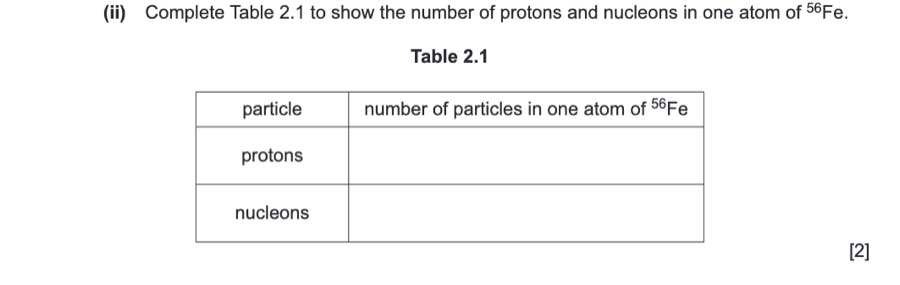 (ii) Complete Table 2.1 to show the number of protons and nucleons in one atom of ⁵⁶Fe.
Table 2.1
particle number of particles in one atom of ⁵⁶Fe
protons
nucleons
[2]